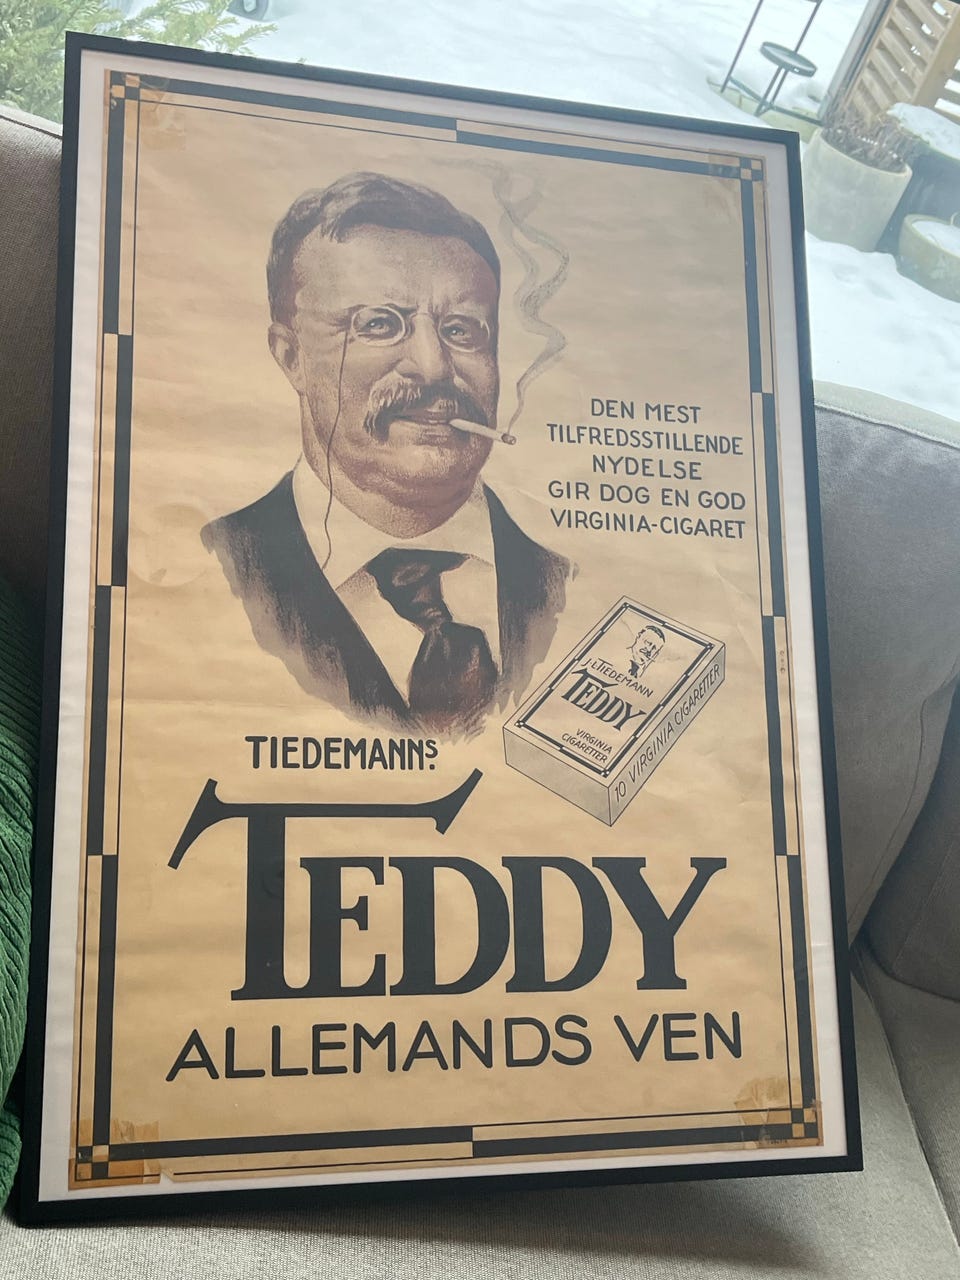 DEN MEST
TILFREDSSTILLENDE
NYDELSE
GIR DOG EN GOD
VIRGINIA-CIGARET
J.L.TIEDEMANN
TEDDY
VIRGINIA
CIGARETTER
10 VIRGINIA CIGARETTER
TIEDEMANNS.
TEDDY
ALLEMANDS VEN